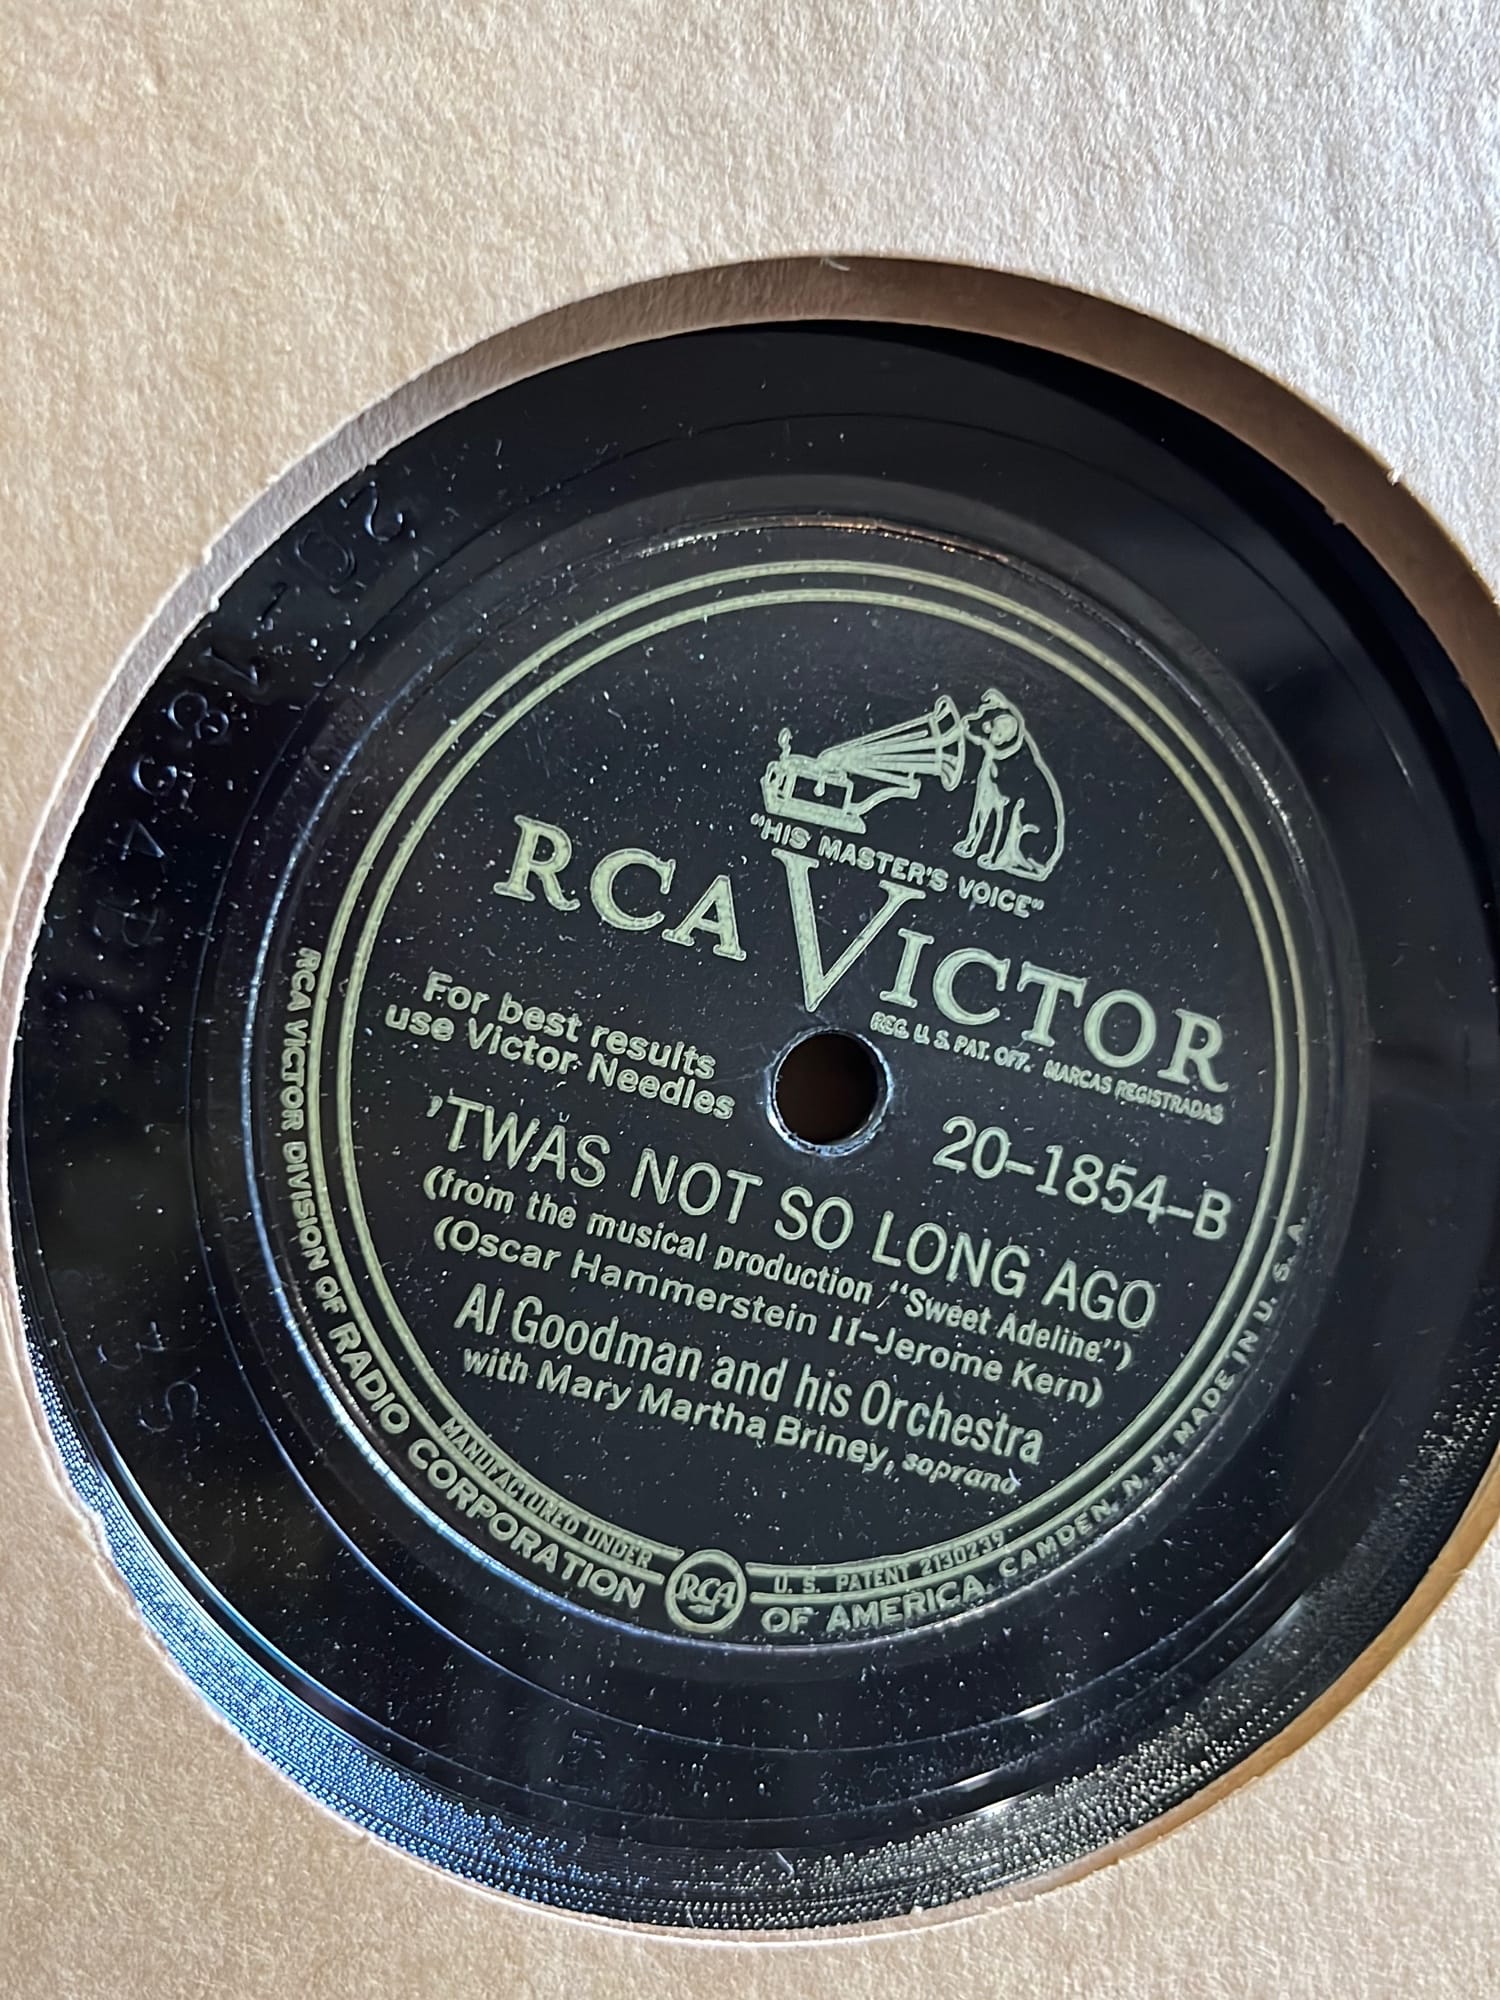 "HIS MASTER'S VOICE"
RCA VICTOR
REG. U. S. PAT. OFF. MARCAS REGISTRADAS
For best results
use Victor Needles
20-1854-B
'TWAS NOT SO LONG AGO
(from the musical production "Sweet Adeline")
(Oscar Hammerstein II-Jerome Kern)
Al Goodman and his Orchestra
with Mary Martha Briney, soprano
MANUFACTURED UNDER RCA U. S. PATENT 2130239
RCA VICTOR DIVISION OF RADIO CORPORATION OF AMERICA, CAMDEN, N. J., MADE IN U. S. A.
20-1854